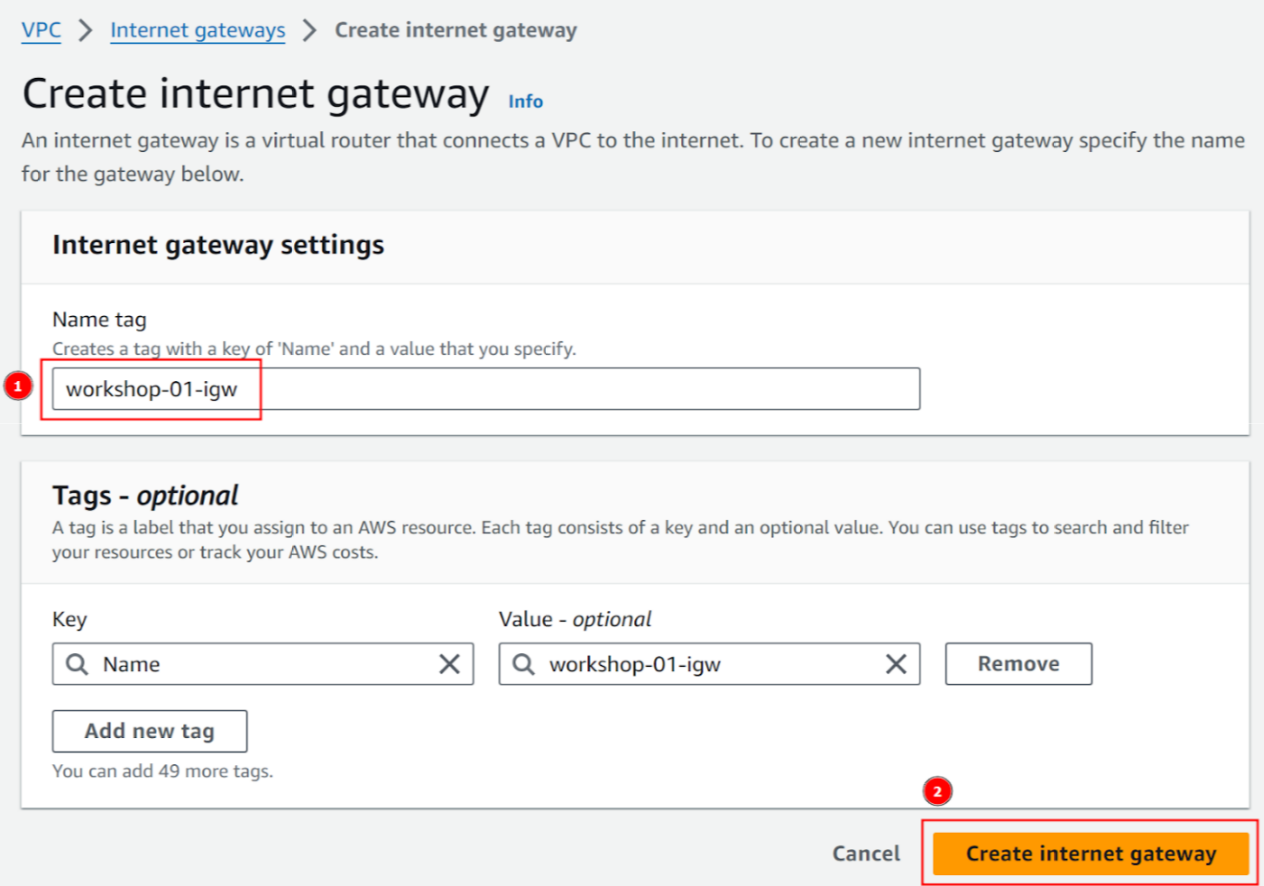 VPC > Internet gateways > Create internet gateway
Create internet gateway Info
An internet gateway is a virtual router that connects a VPC to the internet. To create a new internet gateway specify the name
for the gateway below.
Internet gateway settings
Name tag
Creates a tag with a key of 'Name' and a value that you specify.
1
workshop-01-igw
Tags - optional
A tag is a label that you assign to an AWS resource. Each tag consists of a key and an optional value. You can use tags to search and filter
your resources or track your AWS costs.
Key Value - optional
Name workshop-01-igw Remove
Add new tag
You can add 49 more tags.
2
Cancel Create internet gateway